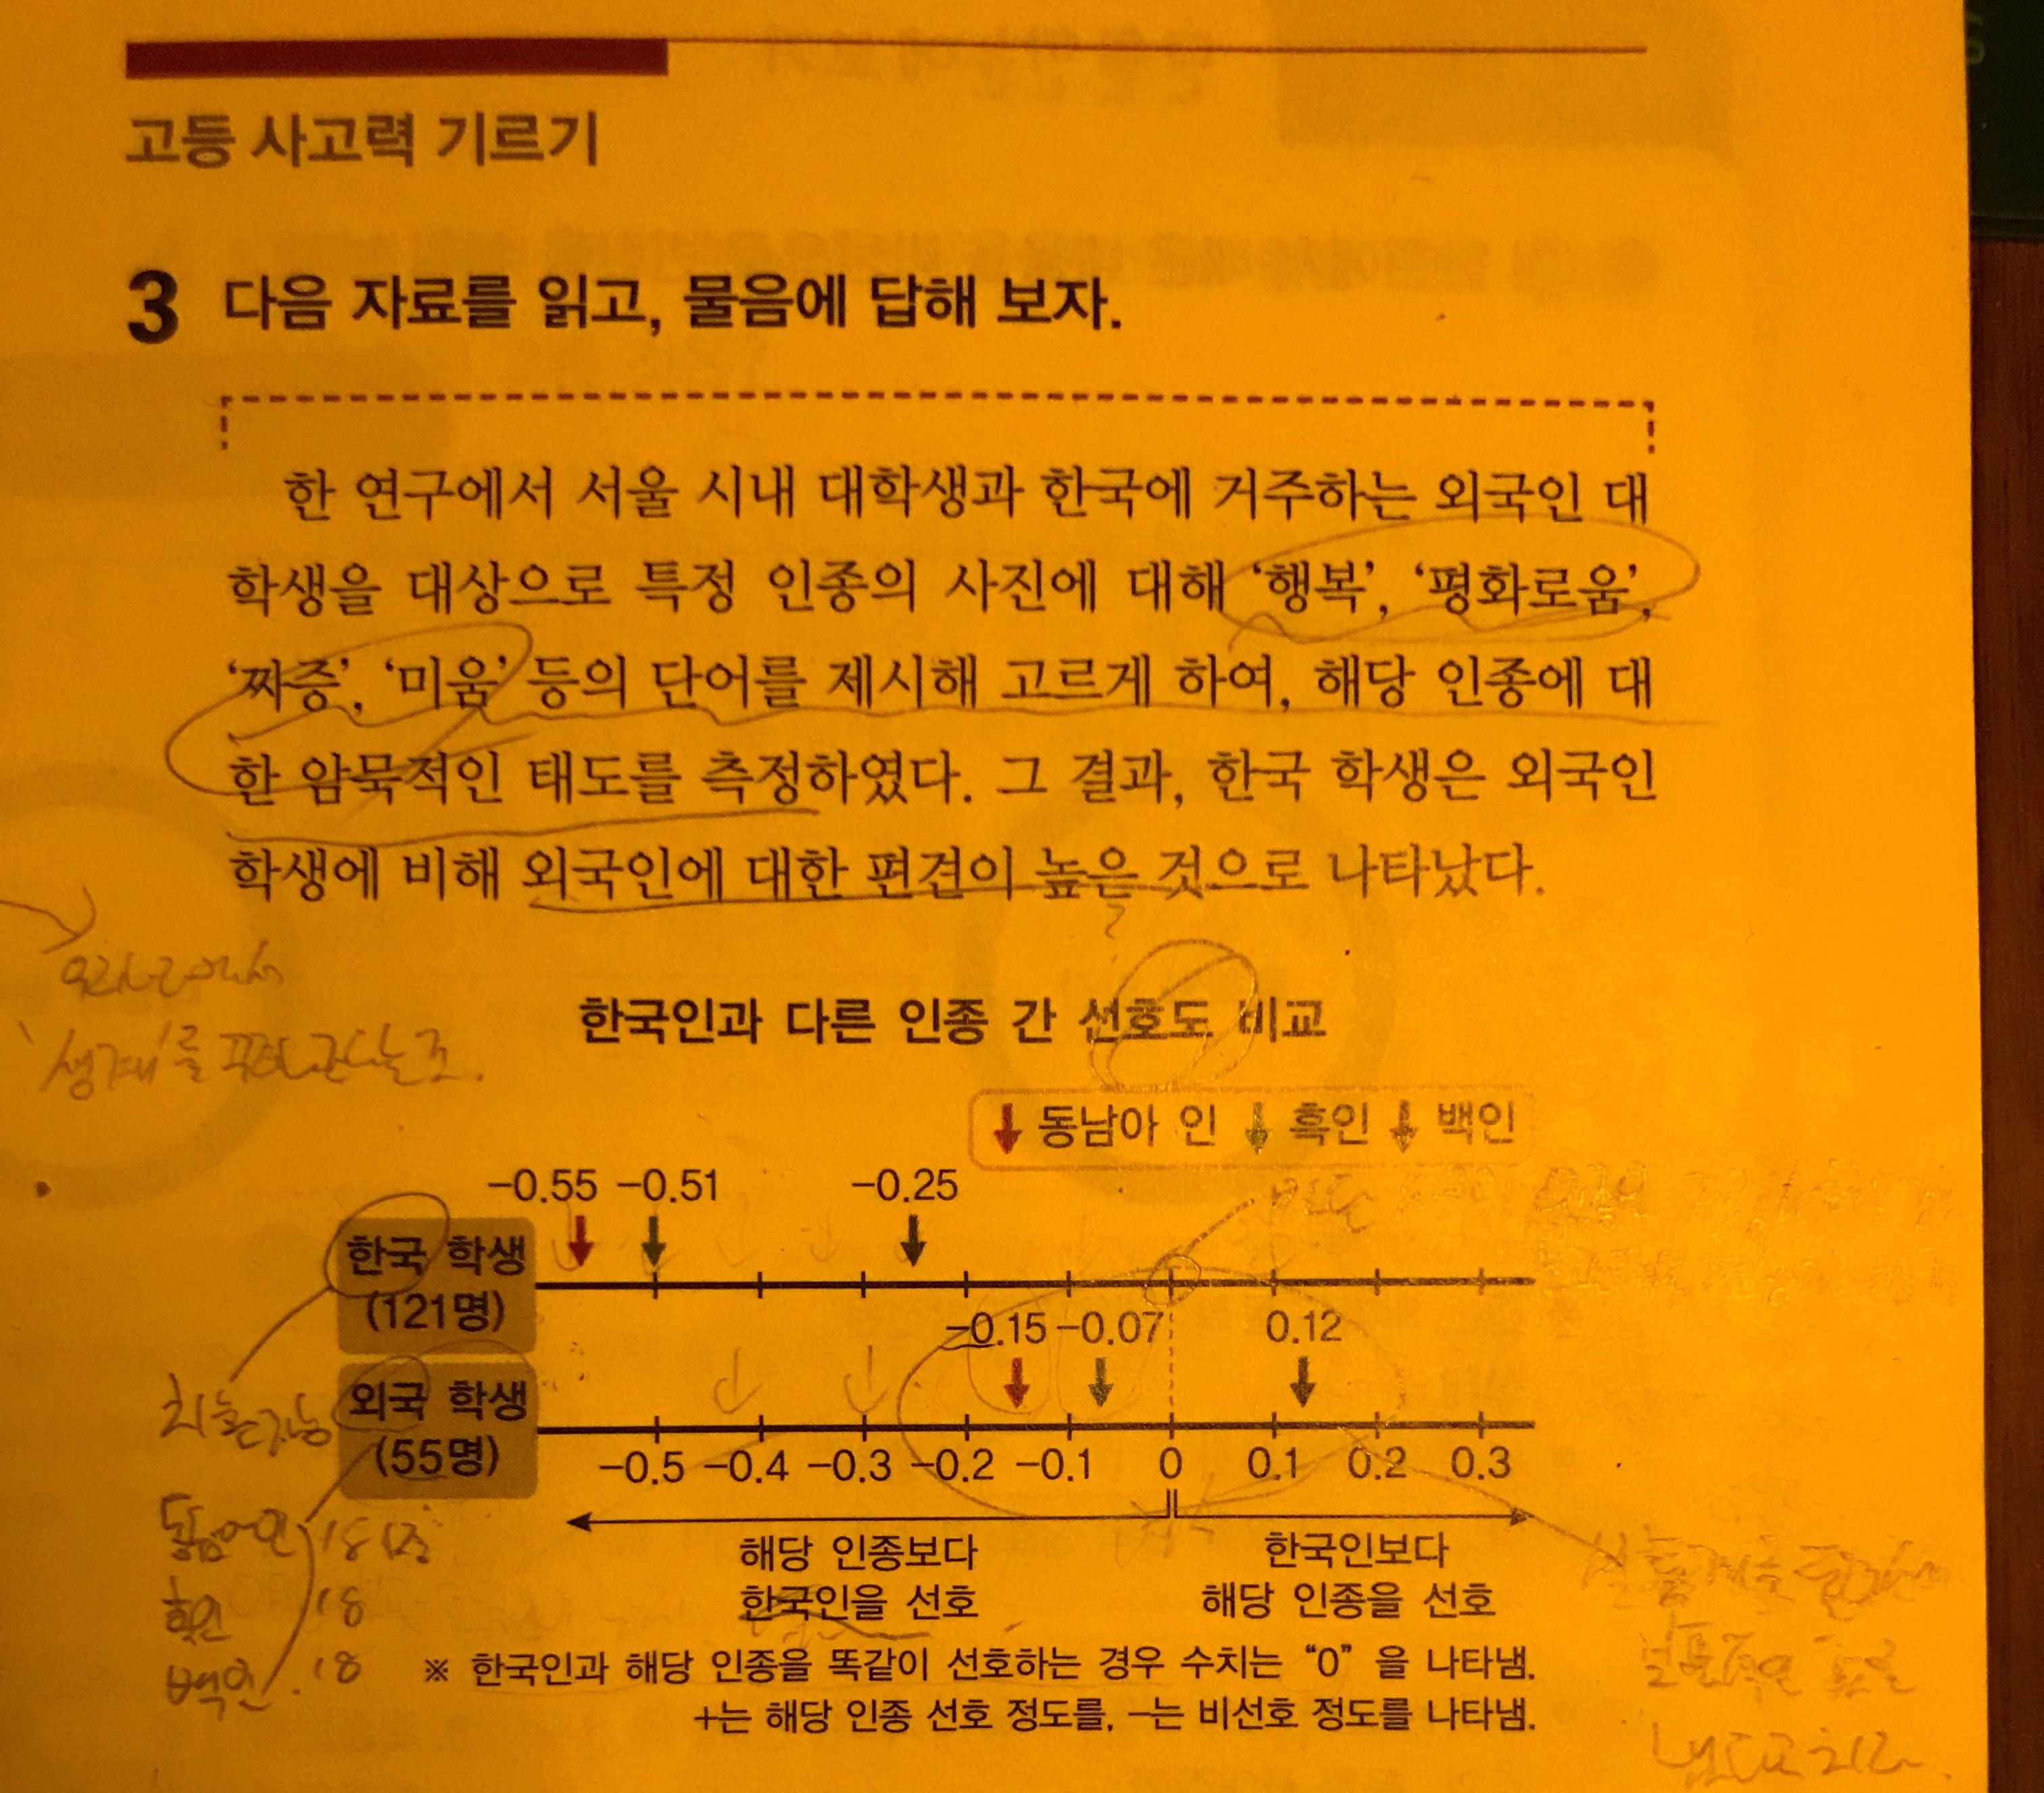 고등 사고력 기르기
3 다음 자료를 읽고, 물음에 답해 보자.
한 연구에서 서울 시내 대학생과 한국에 거주하는 외국인 대
학생을 대상으로 특정 인종의 사진에 대해 ‘행복’, ‘평화로움’,
‘짜증’, ‘미움’ 등의 단어를 제시해 고르게 하여, 해당 인종에 대
한 암묵적인 태도를 측정하였다. 그 결과, 한국 학생은 외국인
학생에 비해 외국인에 대한 편견이 높은 것으로 나타났다.
한국인과 다른 인종 간 선호도 비교
동남아 인 흑인 백인
-0.55 -0.51 -0.25
한국 학생
(121명)
-0.15 -0.07 0.12
외국 학생
(55명)
-0.5 -0.4 -0.3 -0.2 -0.1 0 0.1 0.2 0.3
해당 인종보다
한국인을 선호
한국인보다
해당 인종을 선호
※ 한국인과 해당 인종을 똑같이 선호하는 경우 수치는 “0” 을 나타냄.
+는 해당 인종 선호 정도를, -는 비선호 정도를 나타냄.
동남아인 18
흑인 18
백인 18